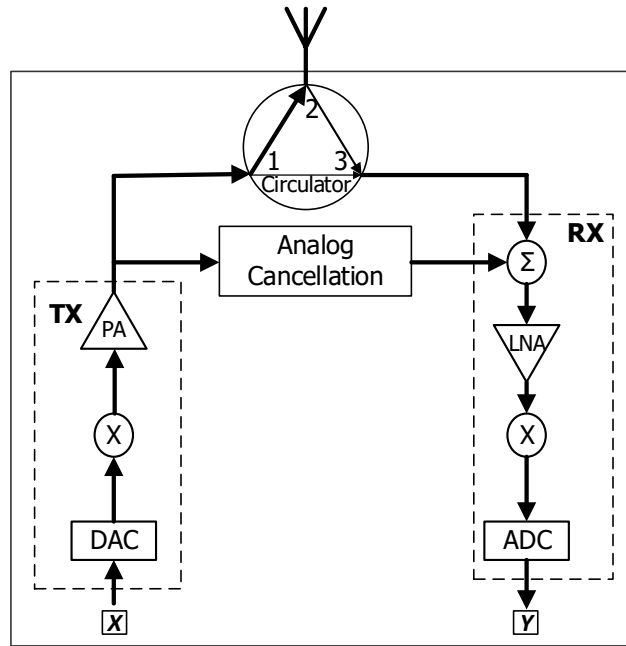 2
1
3
Circulator
RX
Analog
Cancellation
Σ
TX
PA
LNA
X
X
DAC
ADC
X
Y